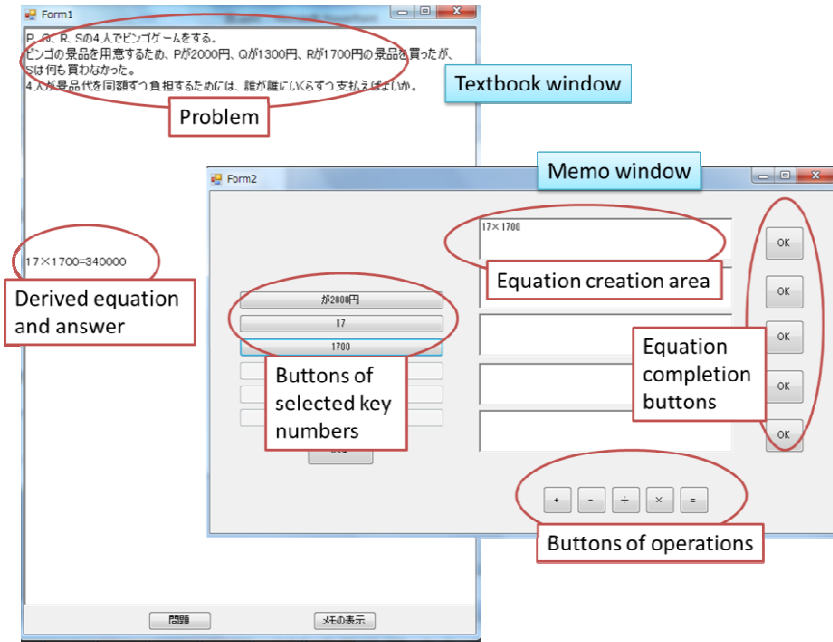 Form1
P、Q、R、Sの4人でビンゴゲームをする。
ビンゴの景品を用意するため、Pが2000円、Qが1300円、Rが1700円の景品を買ったが、
Sは何も買わなかった。
4人が景品代を同額ずつ負担するためには、誰が誰にいくらずつ支払えばよいか。
Textbook window
Problem
Form2
Memo window
17×1700
OK
Equation creation area
17×1700=340000
Derived equation
and answer
が2000円
17
1700
OK
OK
OK
OK
Buttons of
selected key
numbers
Equation
completion
buttons
+
-
÷
×
=
Buttons of operations
問題
メモの表示